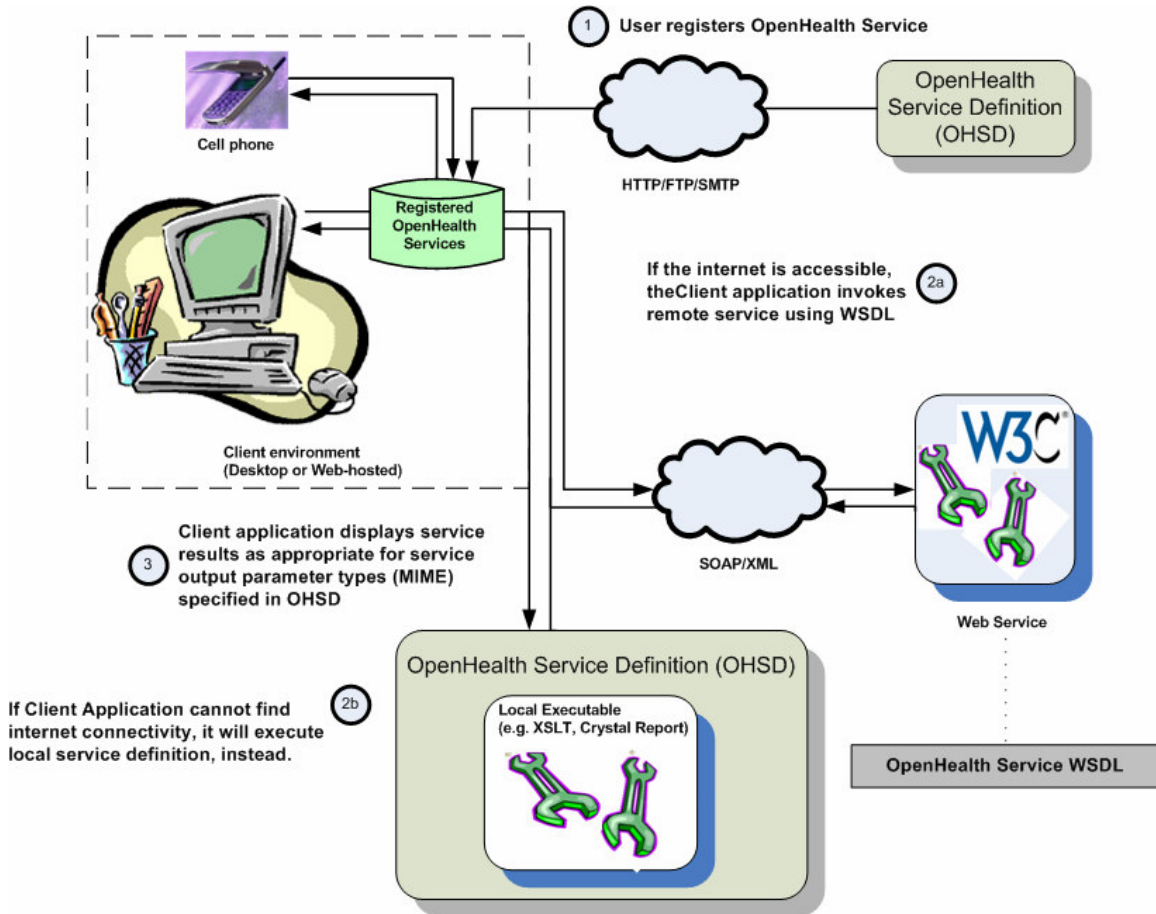 1
User registers OpenHealth Service
OpenHealth
Service Definition
(OHSD)
HTTP/FTP/SMTP
Cell phone
Registered
OpenHealth
Services
If the internet is accessible,
theClient application invokes
remote service using WSDL
2a
Client environment
(Desktop or Web-hosted)
W3C®
SOAP/XML
Web Service
3
Client application displays service
results as appropriate for service
output parameter types (MIME)
specified in OHSD
OpenHealth Service Definition (OHSD)
Local Executable
(e.g. XSLT, Crystal Report)
2b
If Client Application cannot find
internet connectivity, it will execute
local service definition, instead.
OpenHealth Service WSDL